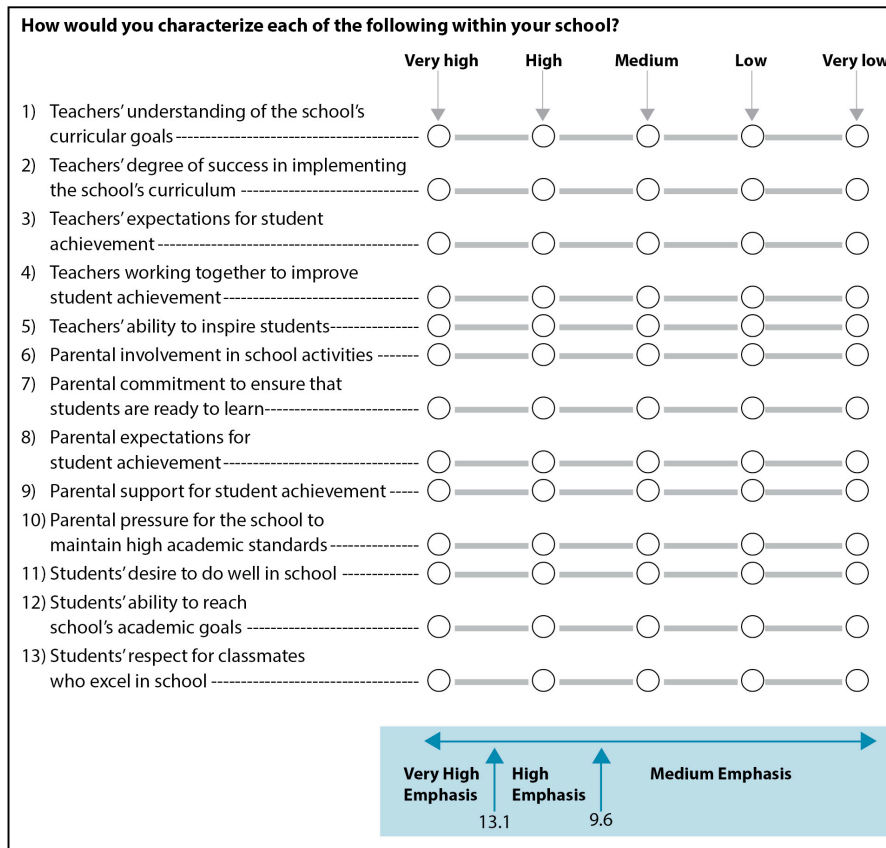 How would you characterize each of the following within your school?
Very high High Medium Low Very low
1) Teachers' understanding of the school's
curricular goals
2) Teachers' degree of success in implementing
the school's curriculum
3) Teachers' expectations for student
achievement
4) Teachers working together to improve
student achievement
5) Teachers' ability to inspire students
6) Parental involvement in school activities
7) Parental commitment to ensure that
students are ready to learn
8) Parental expectations for
student achievement
9) Parental support for student achievement
10) Parental pressure for the school to
maintain high academic standards
11) Students' desire to do well in school
12) Students' ability to reach
school's academic goals
13) Students' respect for classmates
who excel in school
Very High
Emphasis
High
Emphasis
Medium Emphasis
13.1
9.6